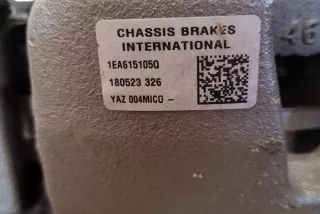 CHASSIS BRAKES
INTERNATIONAL
1EA615105Q
180523 326
YAZ 004MICO -